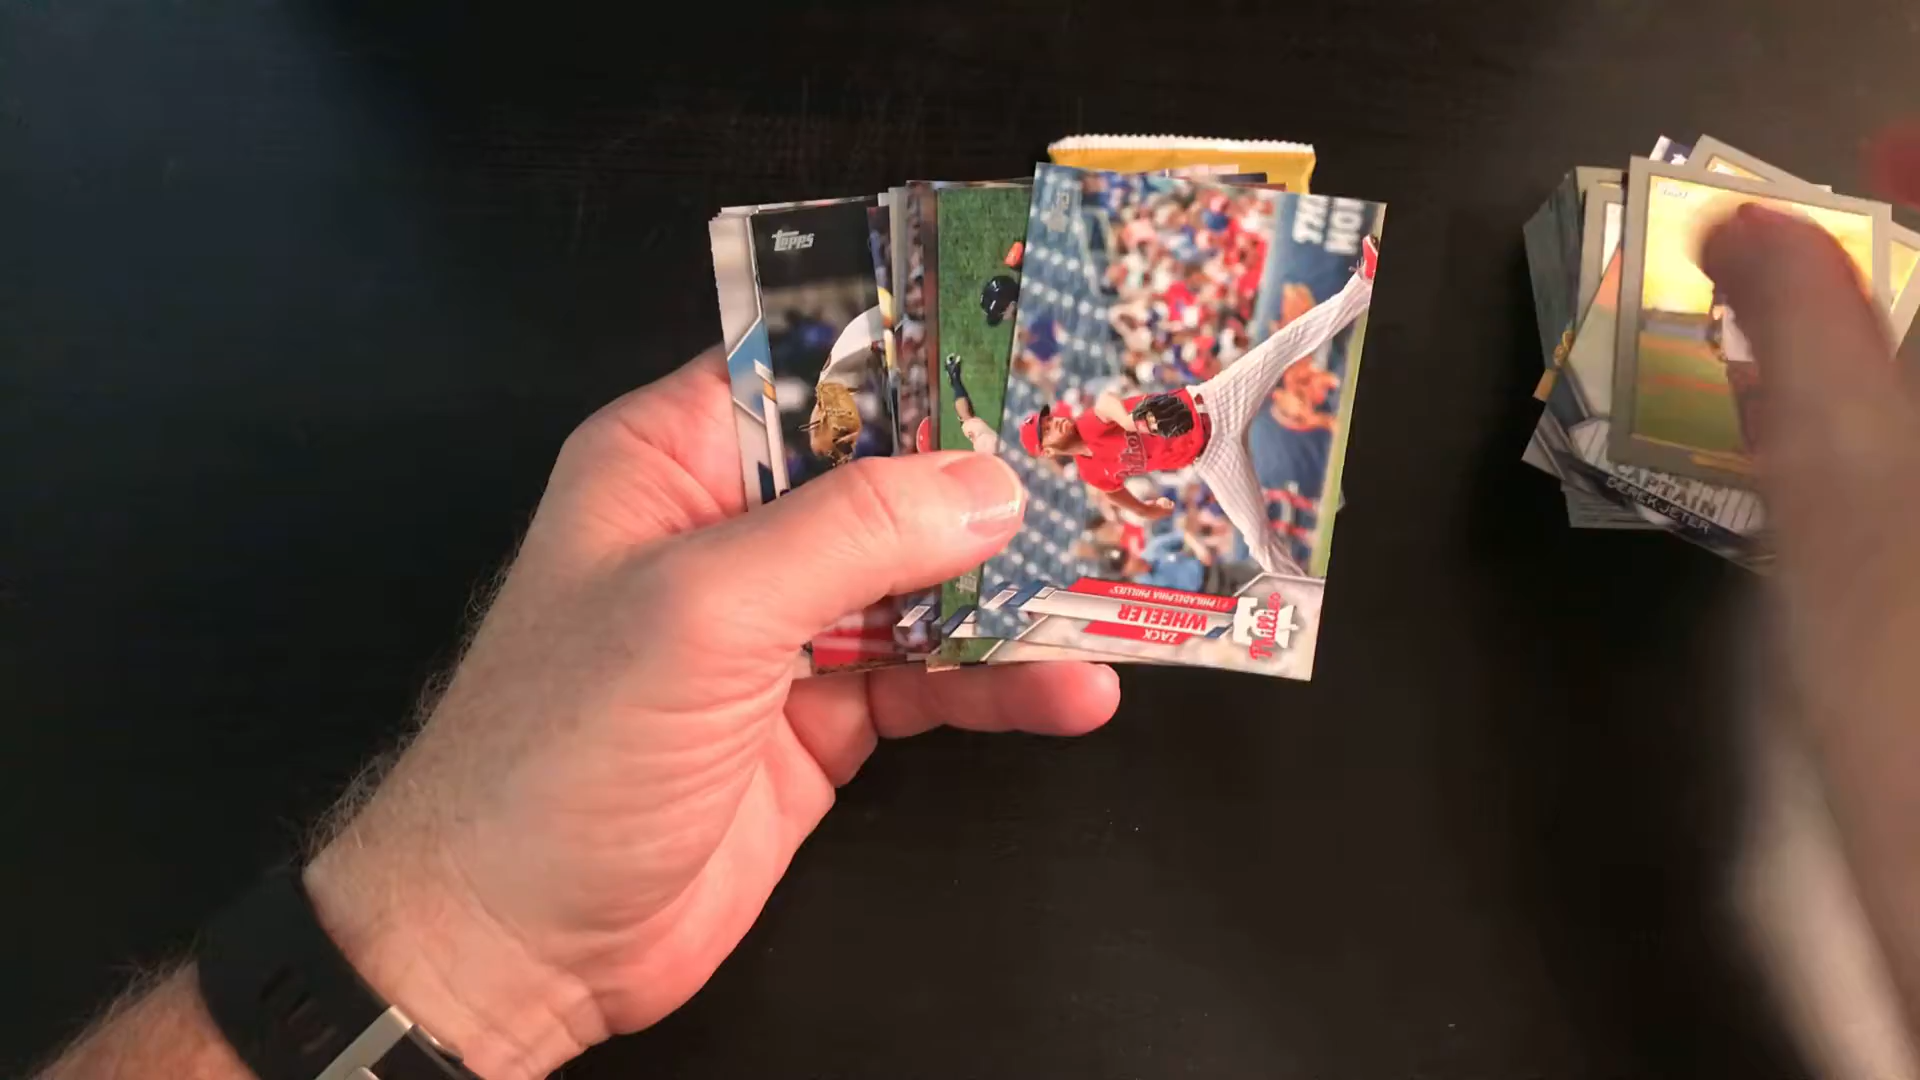 topps
ZACK
WHEELER
PHILADELPHIA PHILLIES
Phillies
CAPTAIN
DEREK JETER